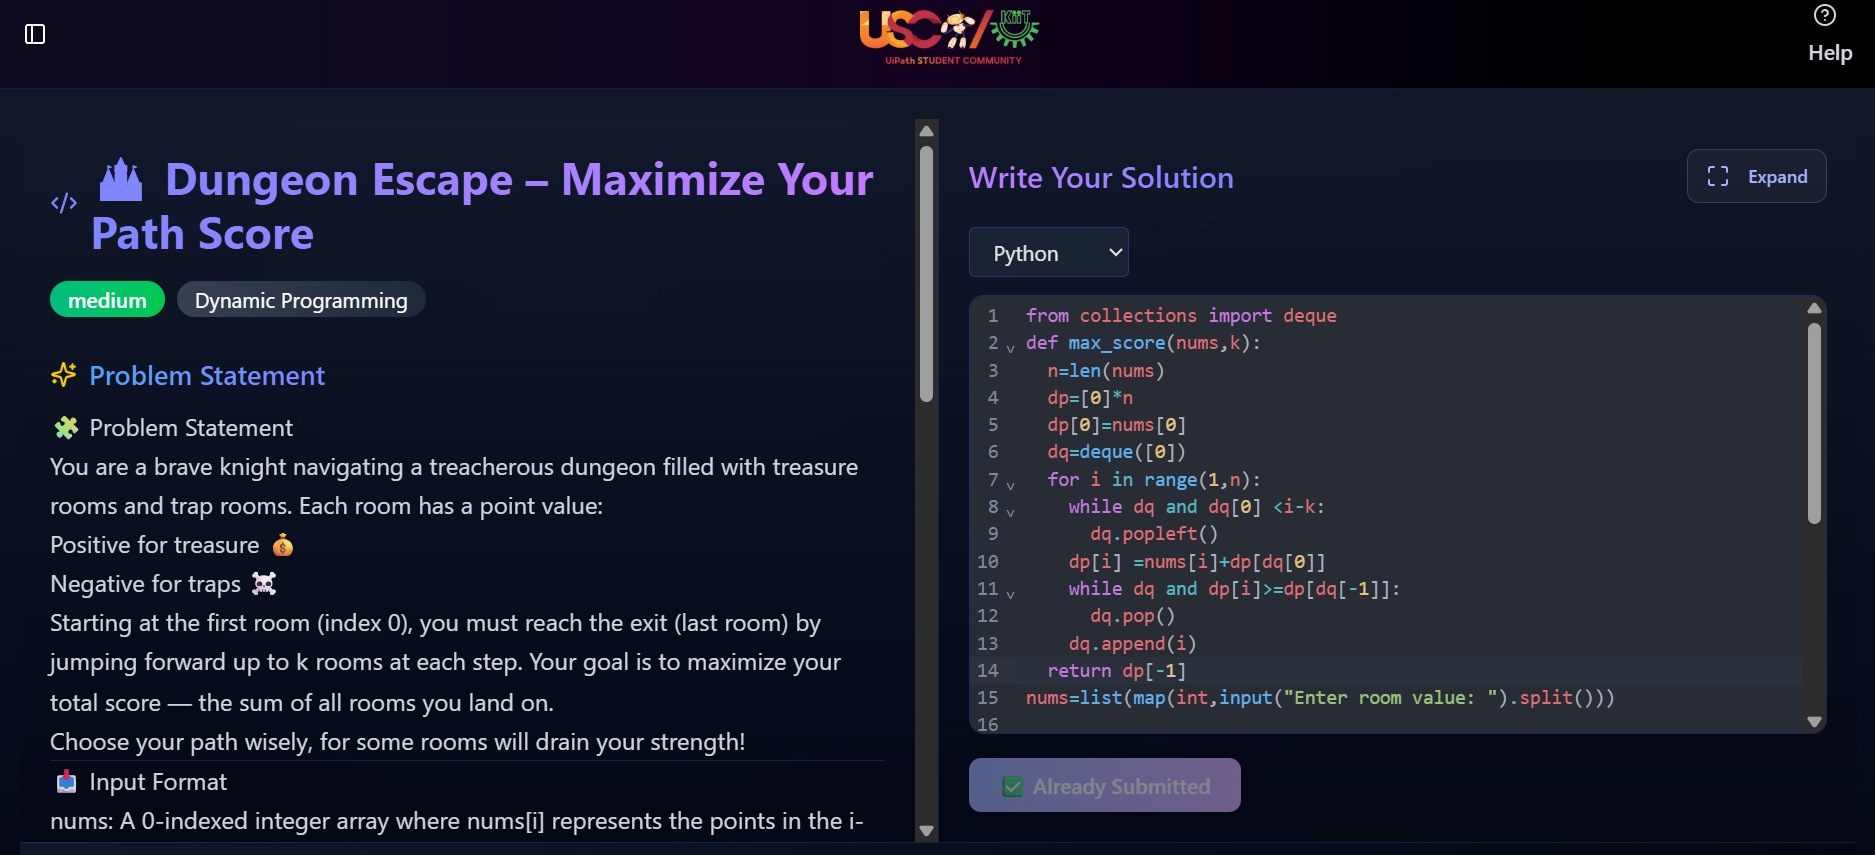 USC/KIIT
UiPath STUDENT COMMUNITY
Help
</> Dungeon Escape – Maximize Your
Path Score
medium
Dynamic Programming
Problem Statement
Problem Statement
You are a brave knight navigating a treacherous dungeon filled with treasure
rooms and trap rooms. Each room has a point value:
Positive for treasure
Negative for traps
Starting at the first room (index 0), you must reach the exit (last room) by
jumping forward up to k rooms at each step. Your goal is to maximize your
total score — the sum of all rooms you land on.
Choose your path wisely, for some rooms will drain your strength!
Input Format
nums: A 0-indexed integer array where nums[i] represents the points in the i-
Write Your Solution
Expand
Python
1 from collections import deque
2 def max_score(nums,k):
3   n=len(nums)
4   dp=[0]*n
5   dp[0]=nums[0]
6   dq=deque([0])
7   for i in range(1,n):
8     while dq and dq[0] <i-k:
9       dq.popleft()
10     dp[i] =nums[i]+dp[dq[0]]
11     while dq and dp[i]>=dp[dq[-1]]:
12       dq.pop()
13     dq.append(i)
14   return dp[-1]
15 nums=list(map(int,input("Enter room value: ").split()))
16
Already Submitted